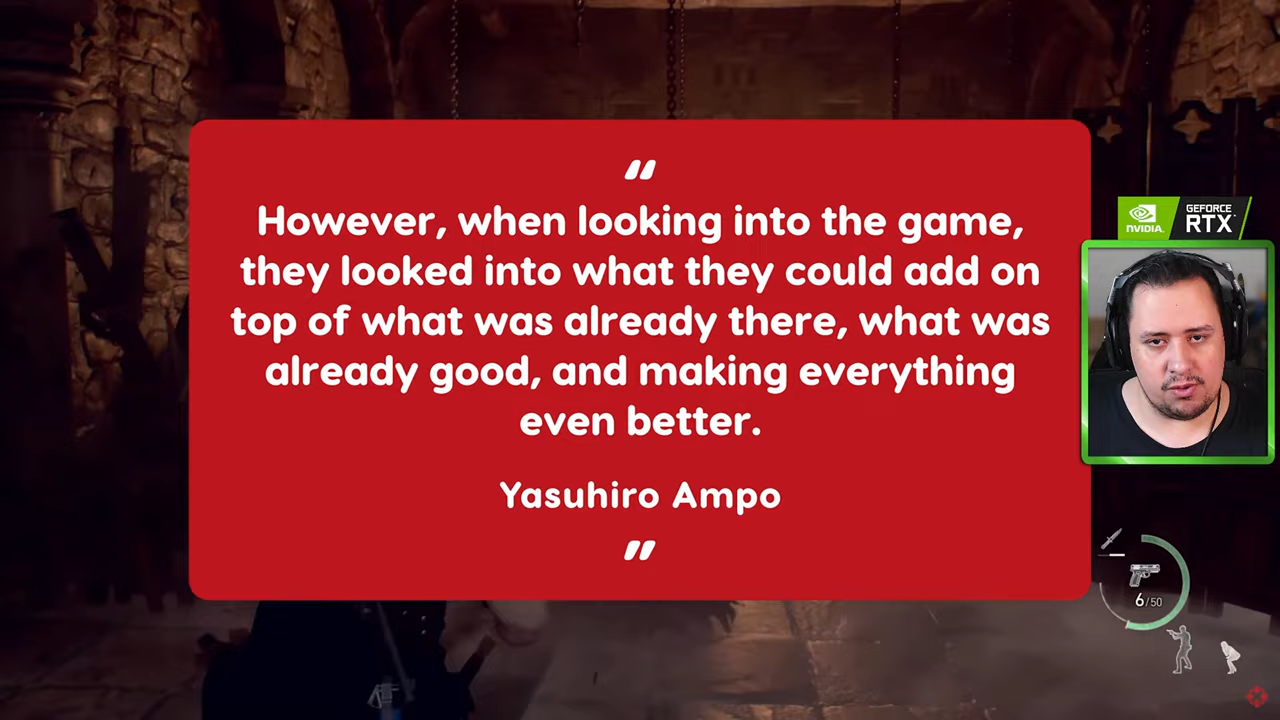 "
However, when looking into the game,
they looked into what they could add on
top of what was already there, what was
already good, and making everything
even better.
Yasuhiro Ampo
"
NVIDIA.
GEFORCE
RTX
6/50